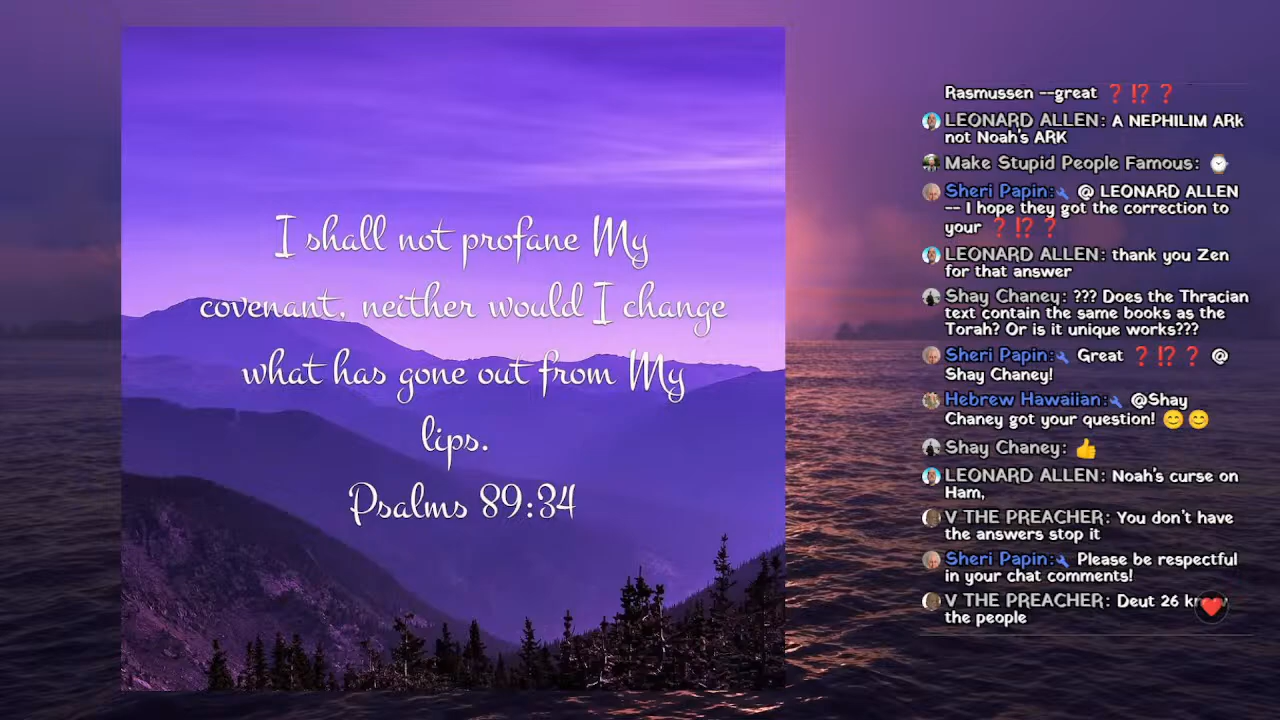 I shall not profane My
covenant, neither would I change
what has gone out from My
lips.
Psalms 89:34
Rasmussen --great ❓⁉️❓
LEONARD ALLEN: A NEPHILIM ARk
not Noah's ARK
Make Stupid People Famous: ⌚
Sheri Papin: @ LEONARD ALLEN
-- I hope they got the correction to
your ❓⁉️❓
LEONARD ALLEN: thank you Zen
for that answer
Shay Chaney: ??? Does the Thracian
text contain the same books as the
Torah? Or is it unique works???
Sheri Papin: Great ❓⁉️❓ @
Shay Chaney!
Hebrew Hawaiian: @Shay
Chaney got your question! 😊😊
Shay Chaney: 👍
LEONARD ALLEN: Noah's curse on
Ham,
V THE PREACHER: You don't have
the answers stop it
Sheri Papin: Please be respectful
in your chat comments!
V THE PREACHER: Deut 26
the people